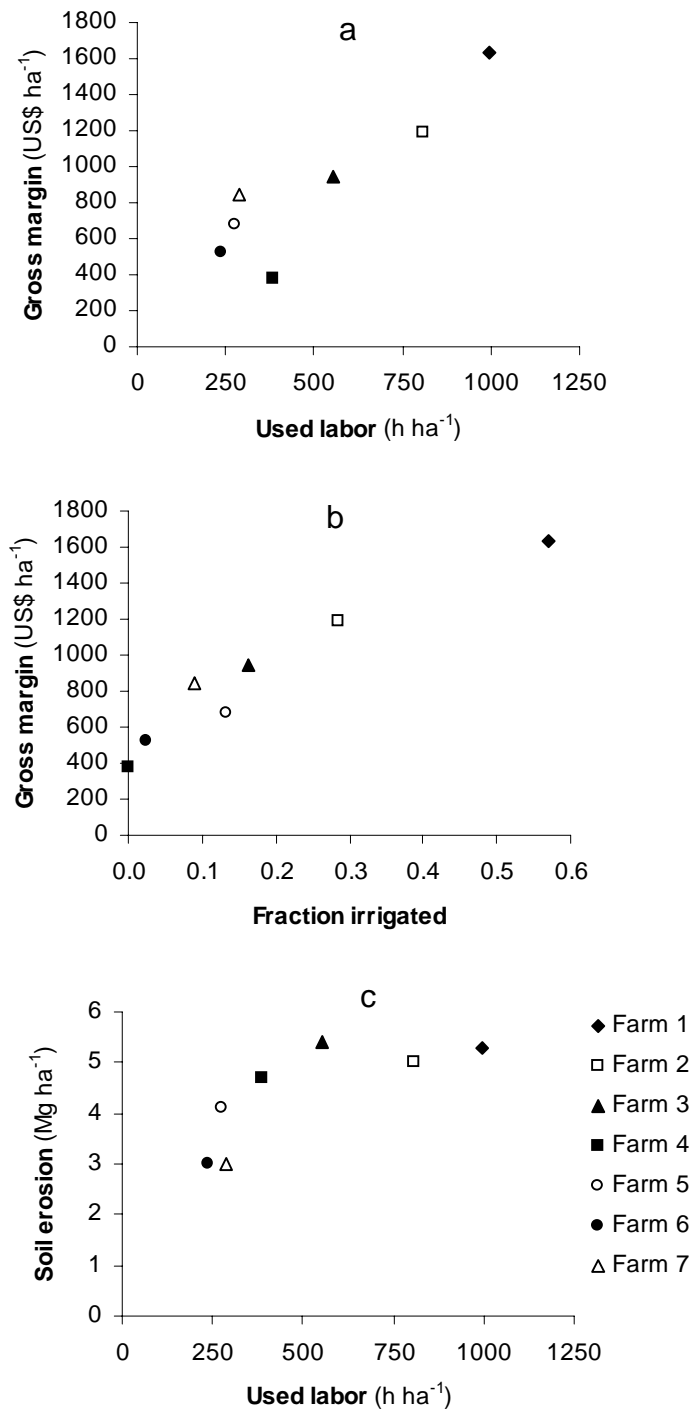 a
1800
1600
1400
1200
1000
800
600
400
200
0
Gross margin (US$ ha⁻¹)
0 250 500 750 1000 1250
Used labor (h ha⁻¹)
b
1800
1600
1400
1200
1000
800
600
400
200
0
Gross margin (US$ ha⁻¹)
0.0 0.1 0.2 0.3 0.4 0.5 0.6
Fraction irrigated
c
6
5
4
3
2
1
0
Soil erosion (Mg ha⁻¹)
0 250 500 750 1000 1250
Used labor (h ha⁻¹)
Farm 1
Farm 2
Farm 3
Farm 4
Farm 5
Farm 6
Farm 7